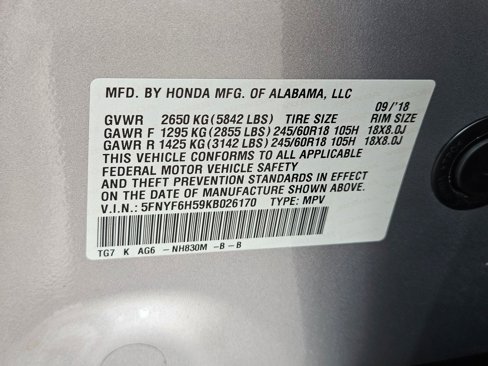 MFD. BY HONDA MFG. OF ALABAMA, LLC
09/'18
GVWR 2650 KG (5842 LBS) TIRE SIZE RIM SIZE
GAWR F 1295 KG (2855 LBS) 245/60R18 105H 18X8.0J
GAWR R 1425 KG (3142 LBS) 245/60R18 105H 18X8.0J
THIS VEHICLE CONFORMS TO ALL APPLICABLE
FEDERAL MOTOR VEHICLE SAFETY
AND THEFT PREVENTION STANDARDS IN EFFECT
ON THE DATE OF MANUFACTURE SHOWN ABOVE.
V.I.N.: 5FNYF6H59KB026170 TYPE: MPV
TG7 K AG6 -NH830M -B -B